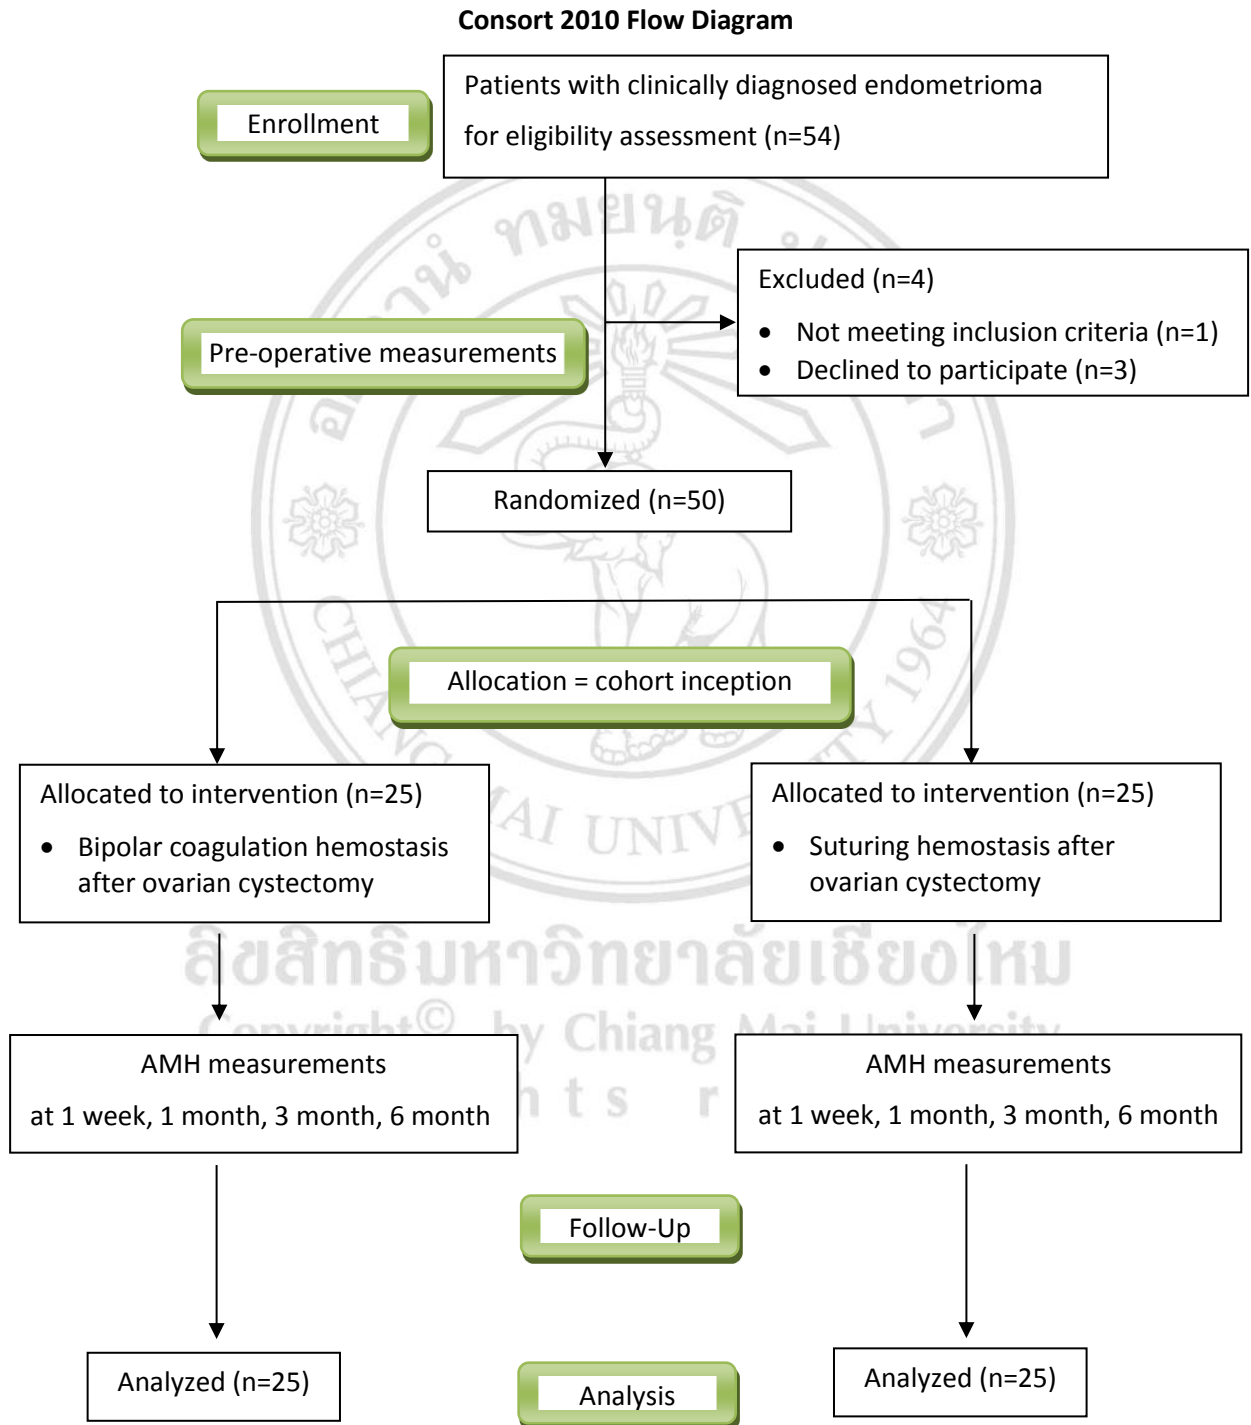 Consort 2010 Flow Diagram
Enrollment
Patients with clinically diagnosed endometrioma
for eligibility assessment (n=54)
Excluded (n=4)
• Not meeting inclusion criteria (n=1)
• Declined to participate (n=3)
Pre-operative measurements
Randomized (n=50)
Allocation = cohort inception
Allocated to intervention (n=25)
• Bipolar coagulation hemostasis
after ovarian cystectomy
Allocated to intervention (n=25)
• Suturing hemostasis after
ovarian cystectomy
ลิขสิทธิ์มหาวิทยาลัยเชียงใหม่
Copyright© by Chiang Mai University
AMH measurements
at 1 week, 1 month, 3 month, 6 month
AMH measurements
at 1 week, 1 month, 3 month, 6 month
Follow-Up
Analyzed (n=25)
Analyzed (n=25)
Analysis